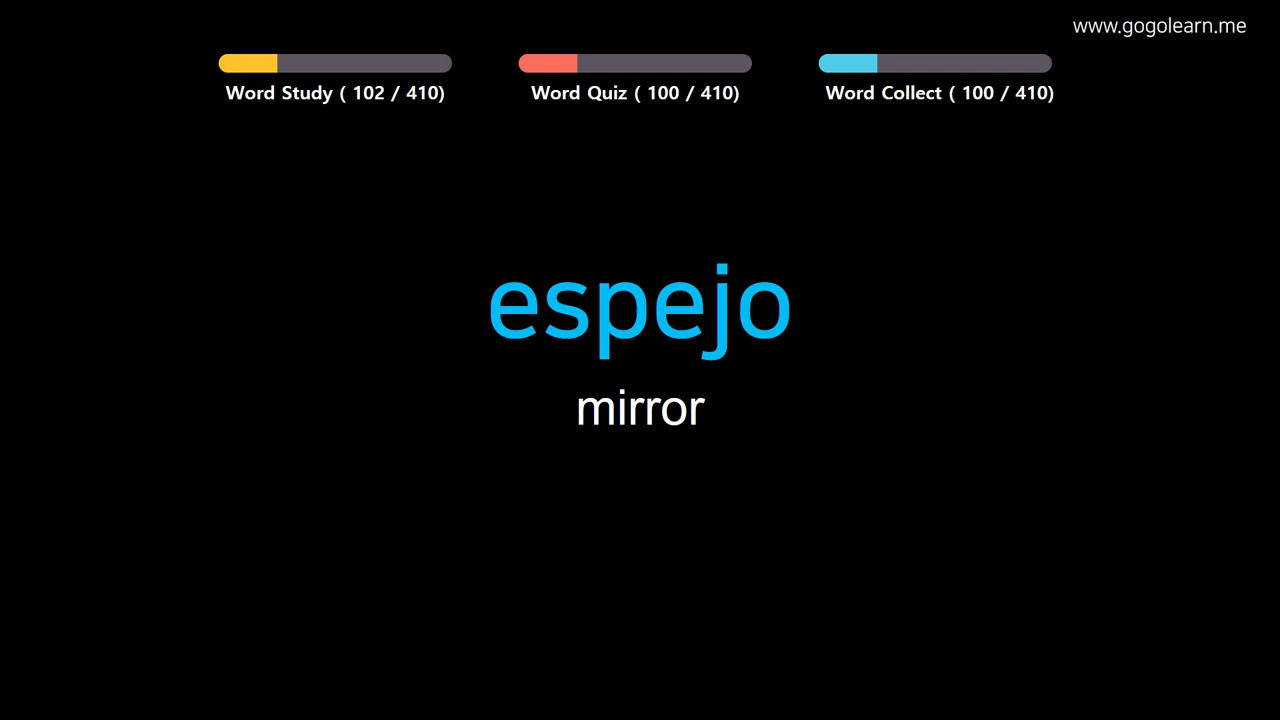 www.gogolearn.me
Word Study ( 102 / 410)
Word Quiz ( 100 / 410)
Word Collect ( 100 / 410)
espejo
mirror